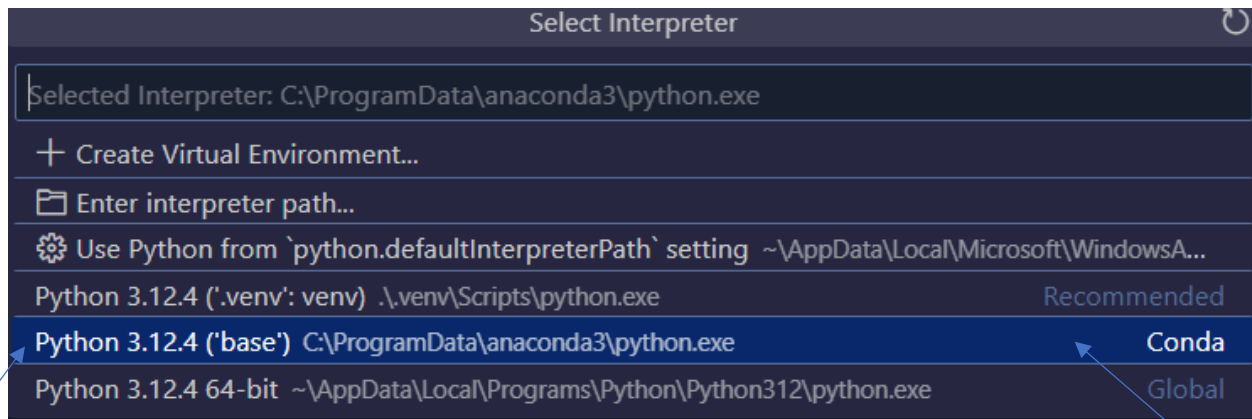 Select Interpreter
Selected Interpreter: C:\ProgramData\anaconda3\python.exe
Create Virtual Environment...
Enter interpreter path...
Use Python from `python.defaultInterpreterPath` setting ~\AppData\Local\Microsoft\WindowsA...
Python 3.12.4 ('.venv': venv) .\.venv\Scripts\python.exe Recommended
Python 3.12.4 ('base') C:\ProgramData\anaconda3\python.exe Conda
Python 3.12.4 64-bit ~\AppData\Local\Programs\Python\Python312\python.exe Global